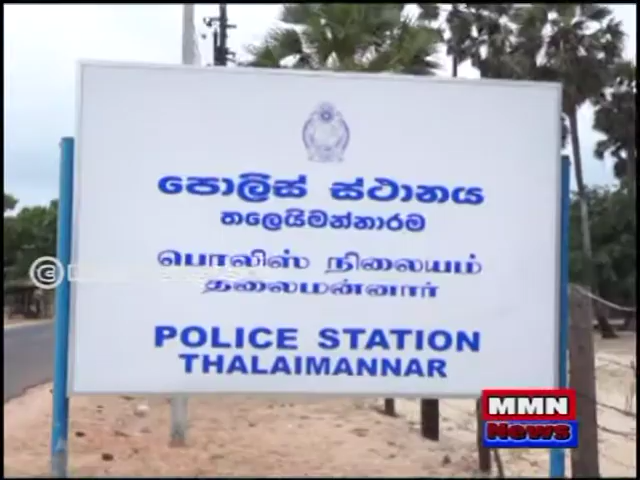 පොලිස් ස්ථානය
තලෙයිමන්නාරම
பொலிஸ் நிலையம்
தலைமன்னார்
POLICE STATION
THALAIMANNAR
©
MMN
News